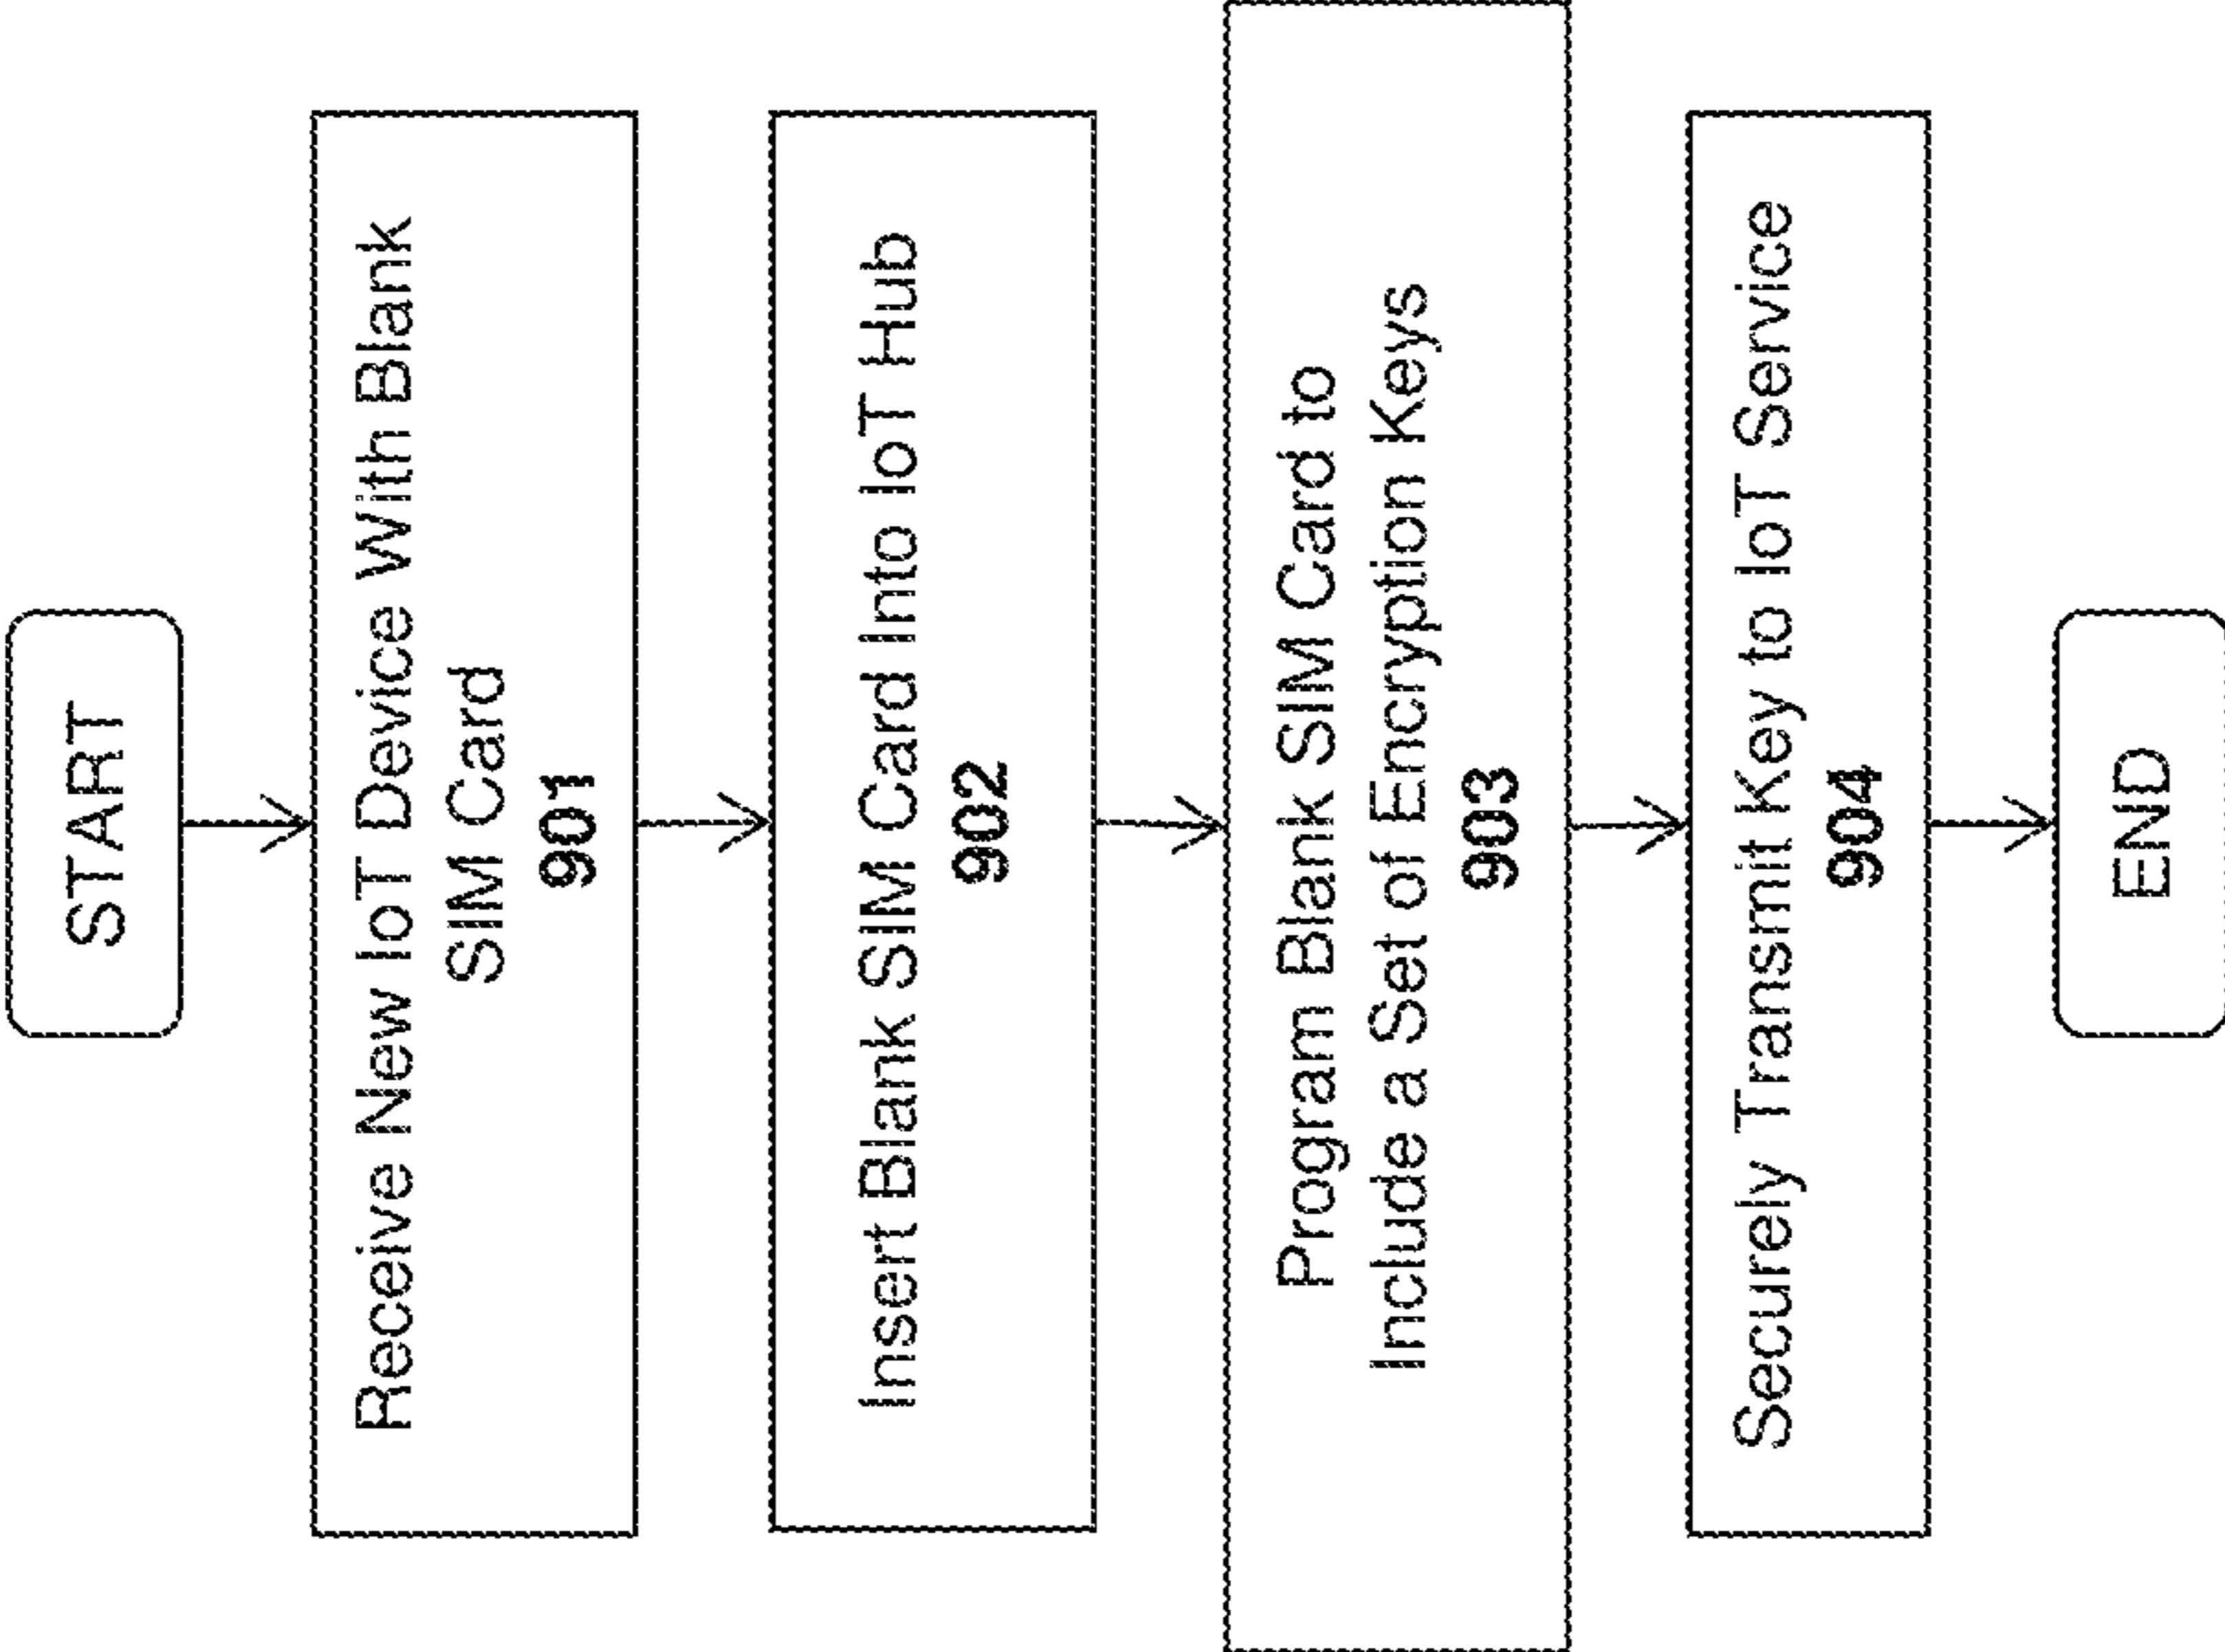 START
Receive New IoT Device With Blank
SIM Card
901
Insert Blank SIM Card Into IoT Hub
902
Program Blank SIM Card to
Include a Set of Encryption Keys
903
Securely Transmit Key to IoT Service
904
END